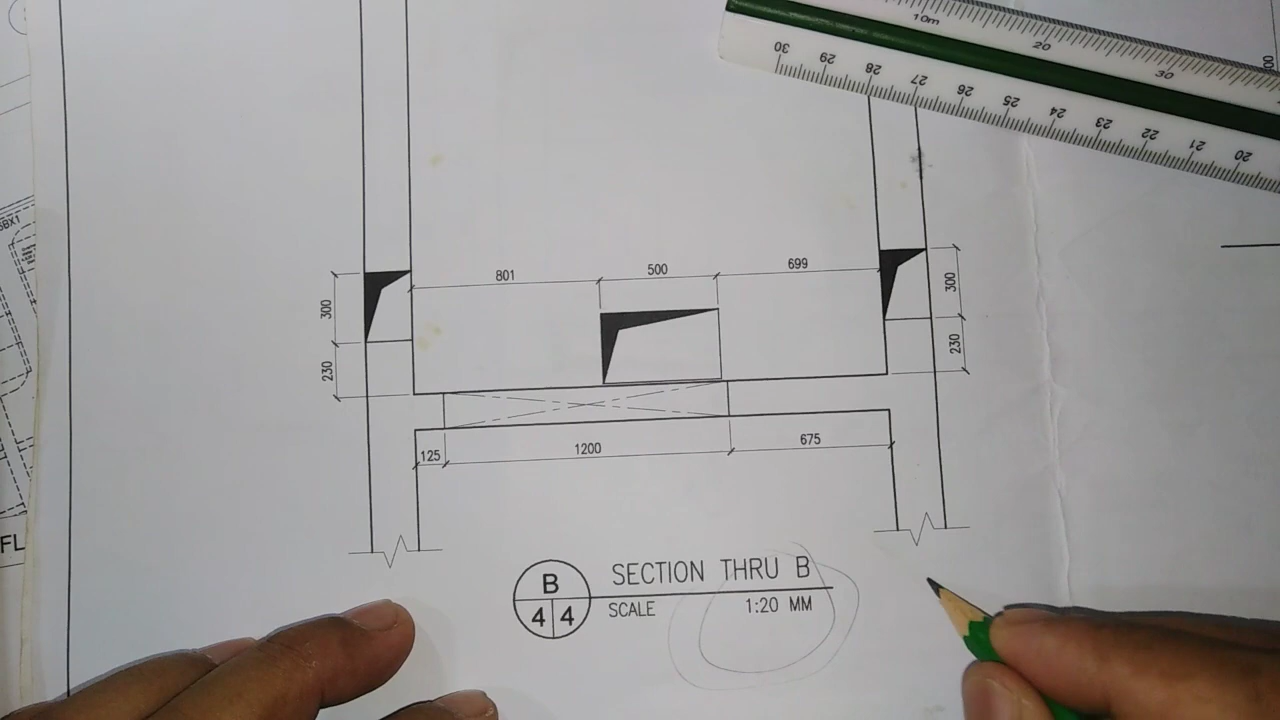 10m 20 30
30 29 28 27 26 25 24 23 22 21 20
BX1
801 500 699
300
230
300
230
125 1200 675
FL
B
4 4
SECTION THRU B
SCALE 1:20 MM